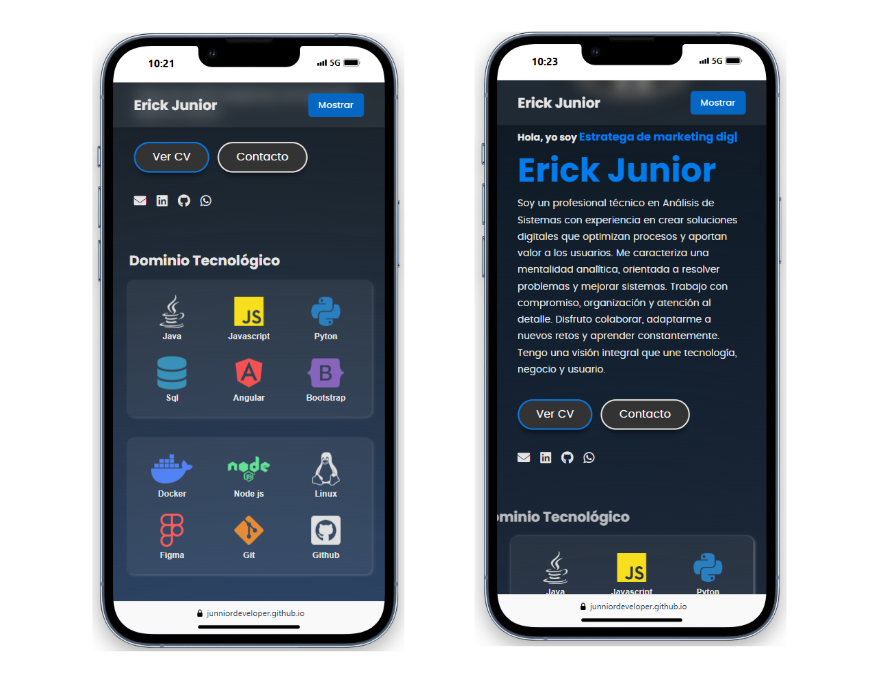 10:21
5G
Erick Junior
Mostrar
Ver CV
Contacto
Dominio Tecnológico
JS
Java
Javascript
Pyton
B
Sql
Angular
Bootstrap
node
JS
Docker
Node js
Linux
Figma
Git
Github
junniordeveloper.github.io
10:23
5G
Erick Junior
Mostrar
Hola, yo soy Estratega de marketing dig|
Erick Junior
Soy un profesional técnico en Análisis de
Sistemas con experiencia en crear soluciones
digitales que optimizan procesos y aportan
valor a los usuarios. Me caracteriza una
mentalidad analítica, orientada a resolver
problemas y mejorar sistemas. Trabajo con
compromiso, organización y atención al
detalle. Disfruto colaborar, adaptarme a
nuevos retos y aprender constantemente.
Tengo una visión integral que une tecnología,
negocio y usuario.
Ver CV
Contacto
ominio Tecnológico
JS
Java
Javascript
Pyton
junniordeveloper.github.io